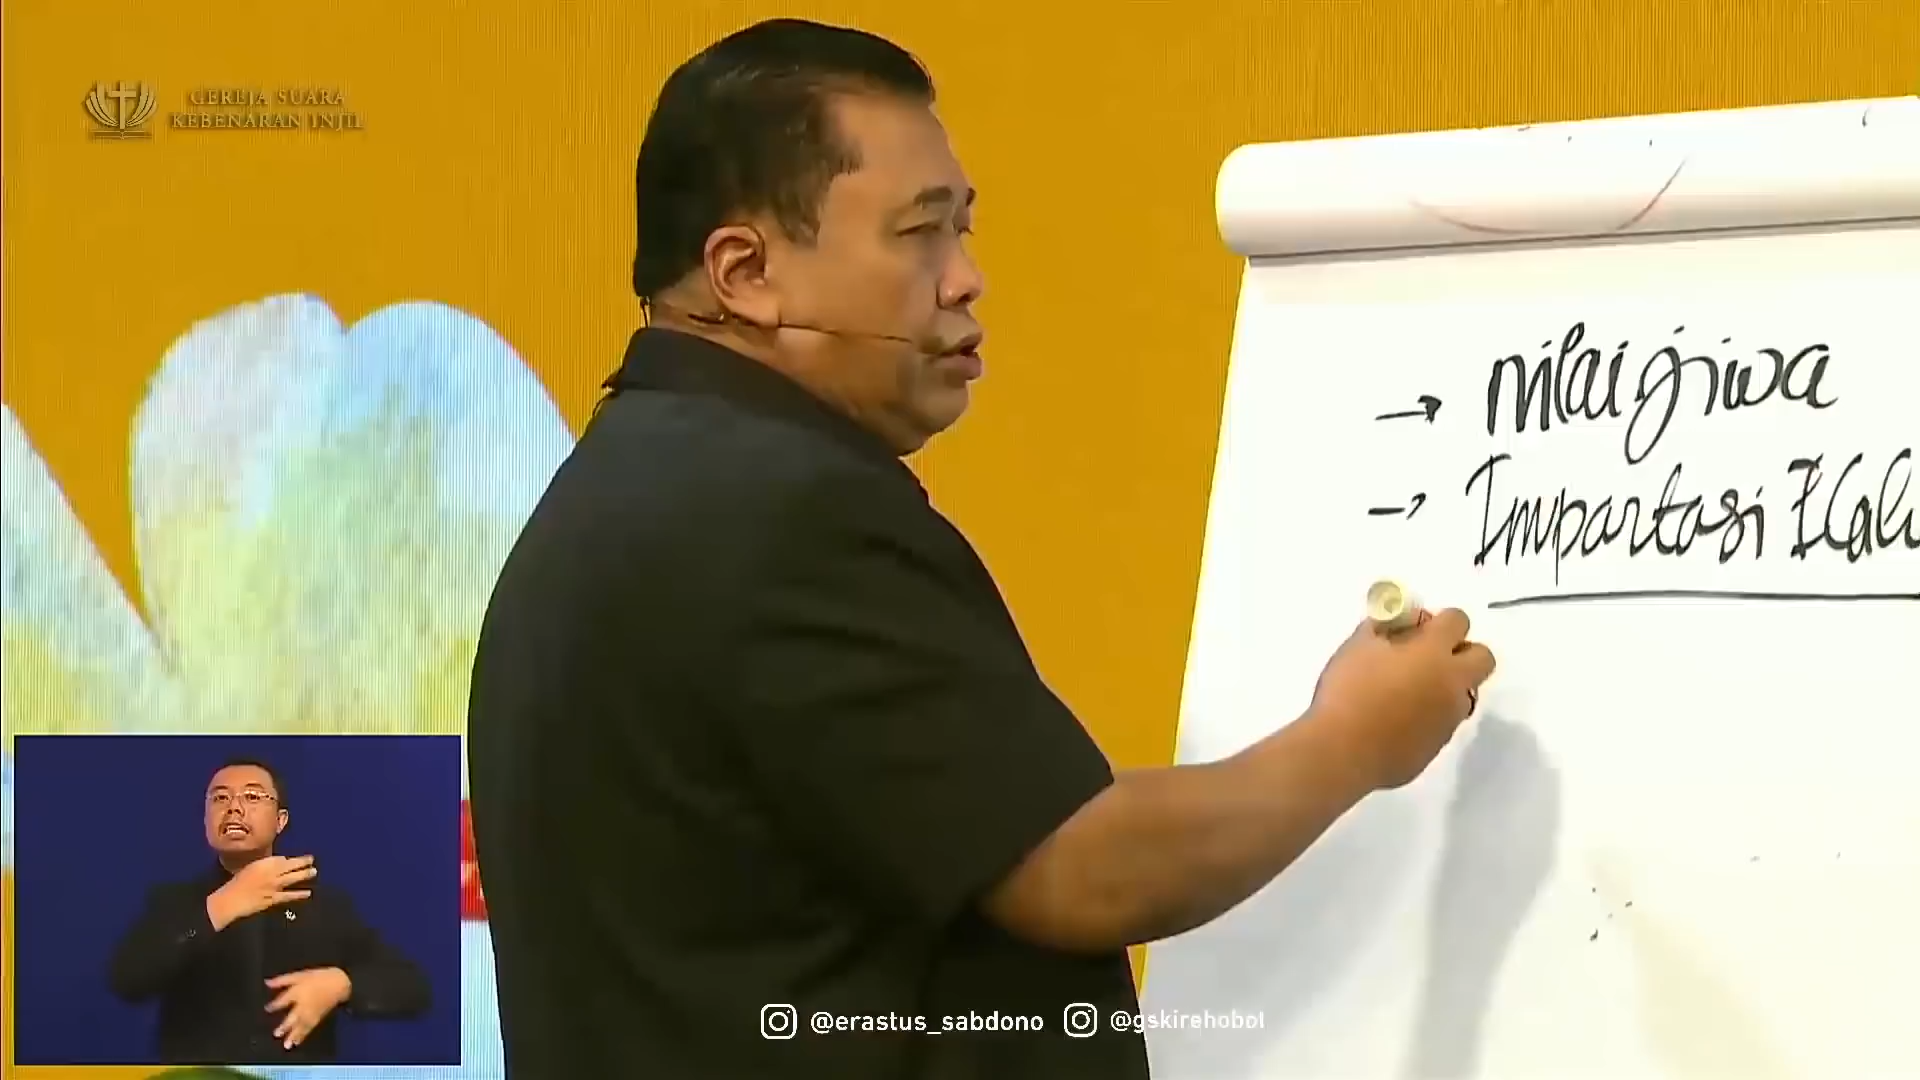 GEREJA SUARA
KEBENARAN INJIL
→ nilai jiwa
→ Impartasi
@erastus_sabdono @gskirehobot